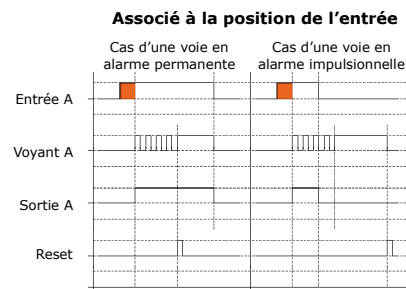 Associé à la position de l'entrée
Cas d'une voie en
alarme permanente
Cas d'une voie en
alarme impulsionnelle
Entrée A
Voyant A
Sortie A
Reset